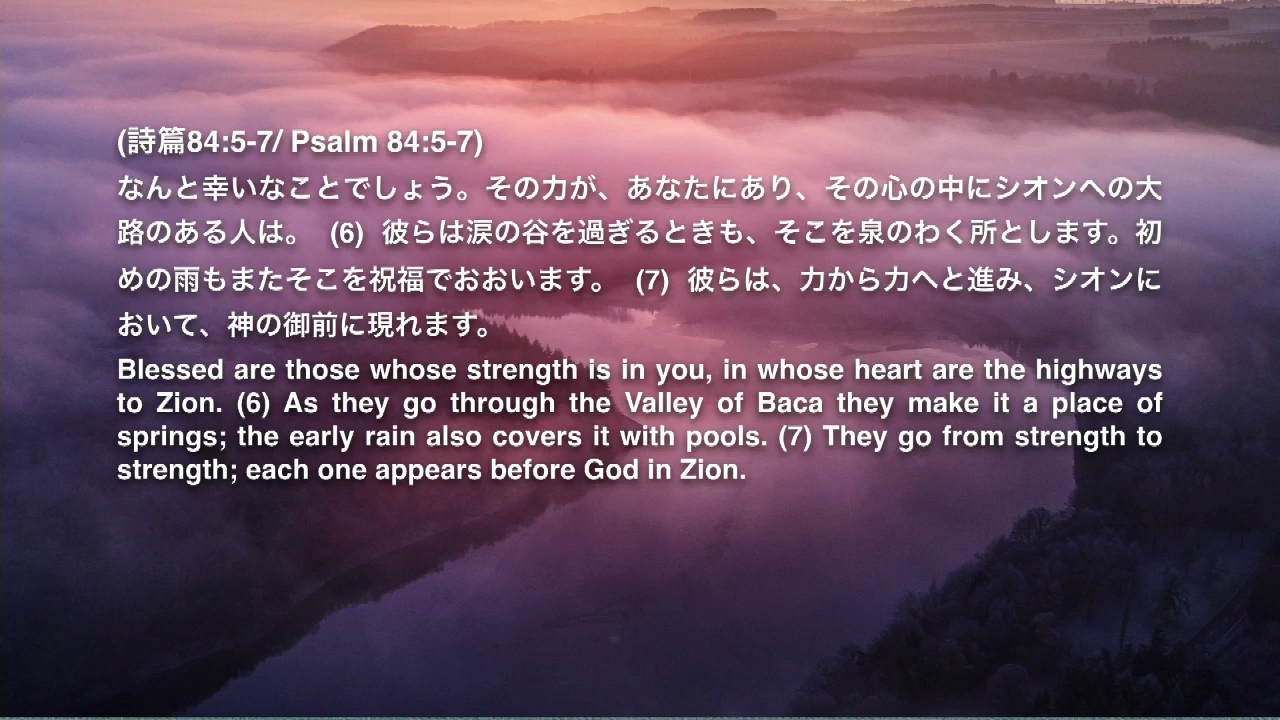 (詩篇84:5-7/ Psalm 84:5-7)
なんと幸いなことでしょう。その力が、あなたにあり、その心の中にシオンへの大
路のある人は。 (6) 彼らは涙の谷を過ぎるときも、そこを泉のわく所とします。初
めの雨もまたそこを祝福でおおいます。 (7) 彼らは、力から力へと進み、シオンに
おいて、神の御前に現れます。
Blessed are those whose strength is in you, in whose heart are the highways
to Zion. (6) As they go through the Valley of Baca they make it a place of
springs; the early rain also covers it with pools. (7) They go from strength to
strength; each one appears before God in Zion.